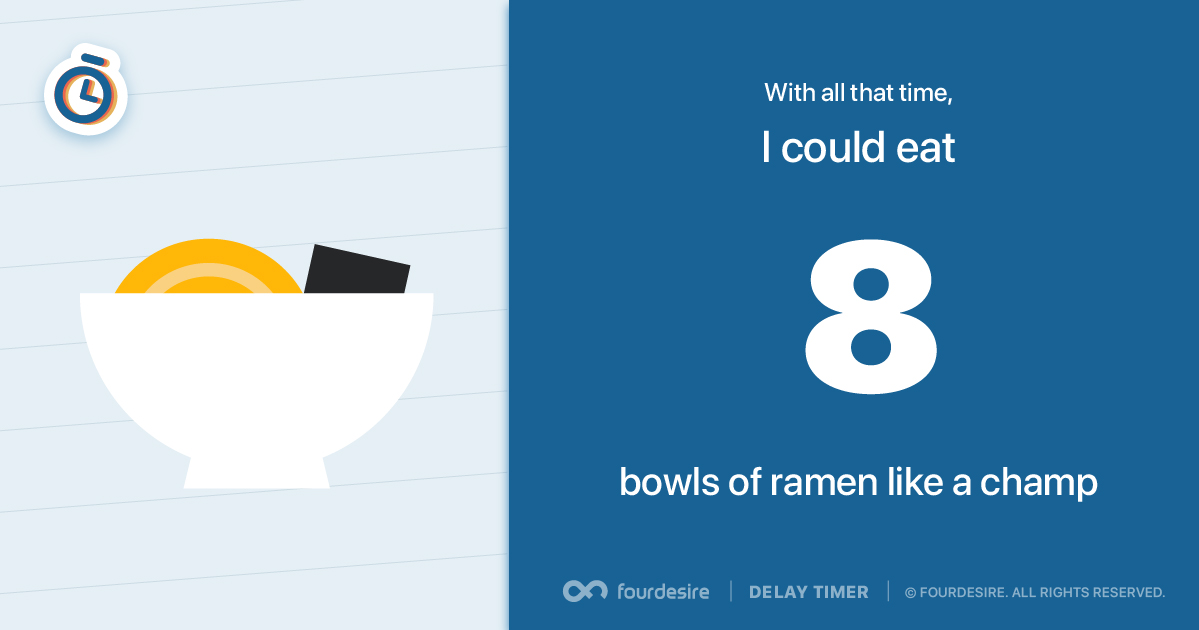 With all that time,
I could eat
8
bowls of ramen like a champ
fourdesire | DELAY TIMER | © FOURDESIRE. ALL RIGHTS RESERVED.